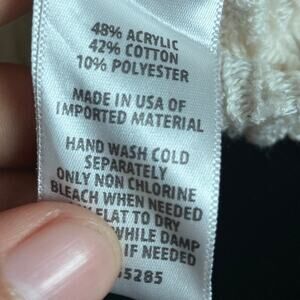 48% ACRYLIC
42% COTTON
10% POLYESTER
MADE IN USA OF
IMPORTED MATERIAL
HAND WASH COLD
SEPARATELY
ONLY NON CHLORINE
BLEACH WHEN NEEDED
FLAT TO DRY
WHILE DAMP
IF NEEDED
5285